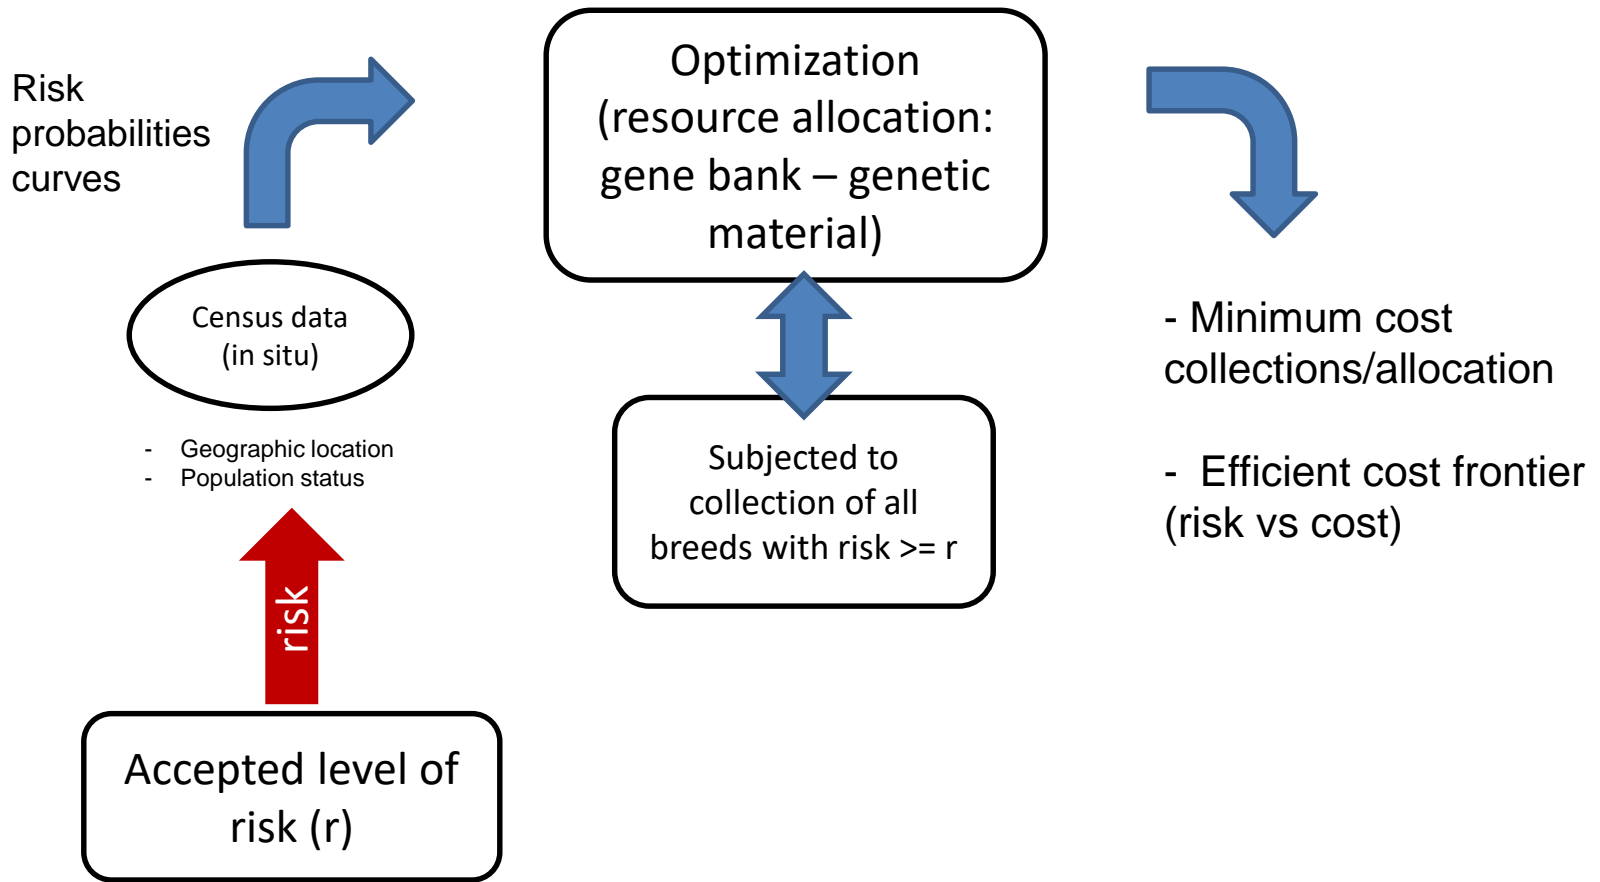 Risk
probabilities
curves
Census data
(in situ)
- Geographic location
- Population status
risk
Accepted level of
risk (r)
Optimization
(resource allocation:
gene bank – genetic
material)
Subjected to
collection of all
breeds with risk >= r
- Minimum cost
collections/allocation
- Efficient cost frontier
(risk vs cost)